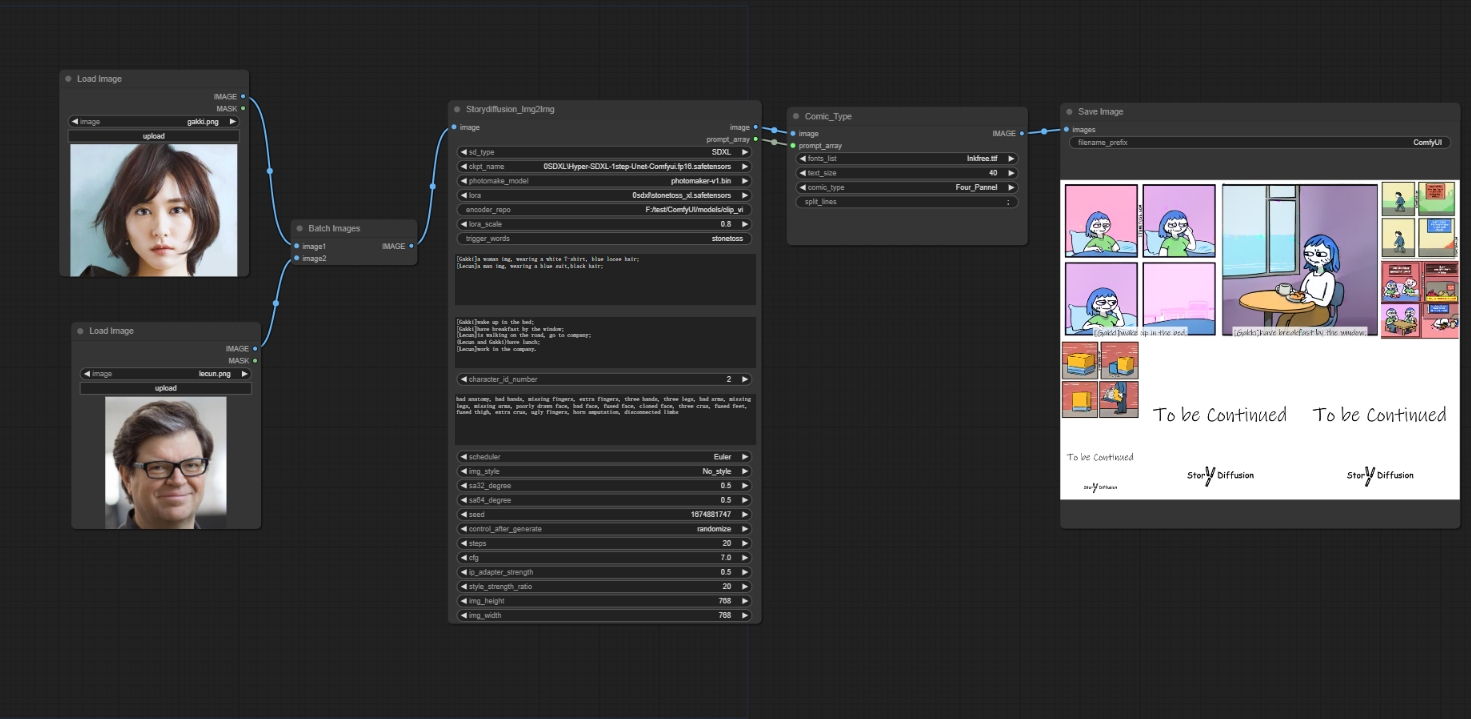 Load Image
IMAGE
MASK
image gakki.png
upload
Load Image
IMAGE
MASK
image lecun.png
upload
Batch Images
image1 IMAGE
image2
Storydiffusion_Img2Img
image image
prompt_array
sd_type SDXL
ckpt_name 0SDXL\Hyper-SDXL-1step-Unet-Comfyui.fp16.safetensors
photomake_model photomaker-v1.bin
lora 0sdxl\stonetoss_xl.safetensors
encoder_repo F:/test/ComfyUI/models/clip_vi
lora_scale 0.8
trigger_words stonetoss
[Gakki]a woman img, wearing a white T-shirt, blue loose hair;
[Lecun]a man img, wearing a blue suit,black hair;
[Gakki]wake up in the bed;
[Gakki]have breakfast by the window;
[Lecun]is walking on the road, go to company;
(Lecun and Gakki)have lunch;
[Lecun]work in the company.
character_id_number 2
bad anatomy, bad hands, missing fingers, extra fingers, three hands, three legs, bad arms, missing
legs, missing arms, poorly drawn face, bad face, fused face, cloned face, three crus, fused feet,
fused thigh, extra crus, ugly fingers, horn amputation, disconnected limbs
scheduler Euler
img_style No_style
sa32_degree 0.5
sa64_degree 0.5
seed 1674881747
control_after_generate randomize
steps 20
cfg 7.0
ip_adapter_strength 0.5
style_strength_ratio 20
img_height 768
img_width 768
Comic_Type
image IMAGE
prompt_array
fonts_list Inkfree.ttf
text_size 40
comic_type Four_Pannel
split_lines ;
Save Image
images
filename_prefix ComfyUI
[Gakki]wake up in the bed;
[Gakki]have breakfast by the window;
To be Continued
To be Continued
To be Continued
StorY Diffusion
StorY Diffusion
StorY Diffusion